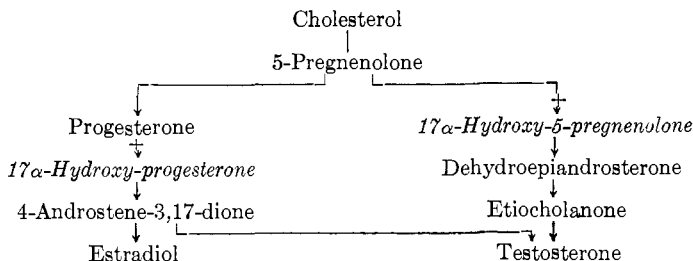 Cholesterol
5-Pregnenolone
Progesterone
17α-Hydroxy-5-pregnenolone
17α-Hydroxy-progesterone
Dehydroepiandrosterone
4-Androstene-3,17-dione
Etiocholanone
Estradiol
Testosterone